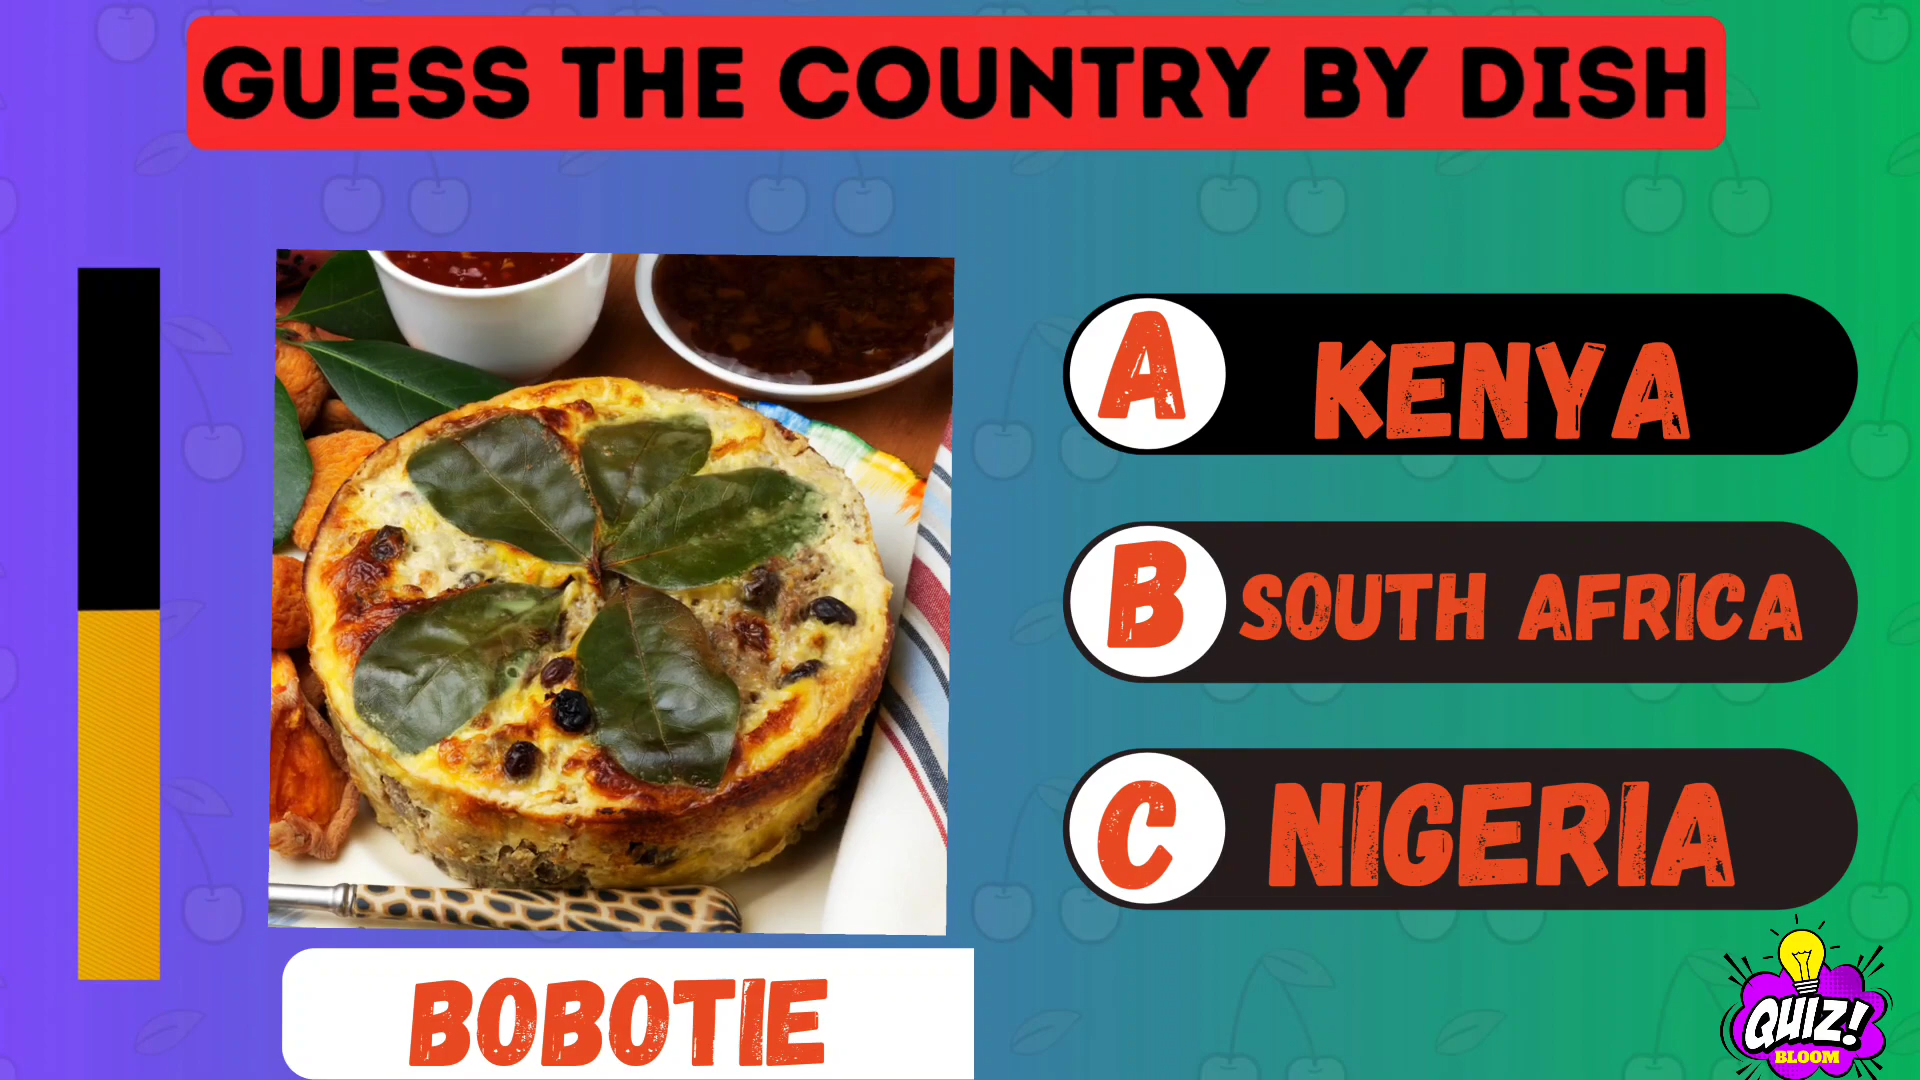 GUESS THE COUNTRY BY DISH
A KENYA
B SOUTH AFRICA
C NIGERIA
BOBOTIE
QUIZ!
BLOOM